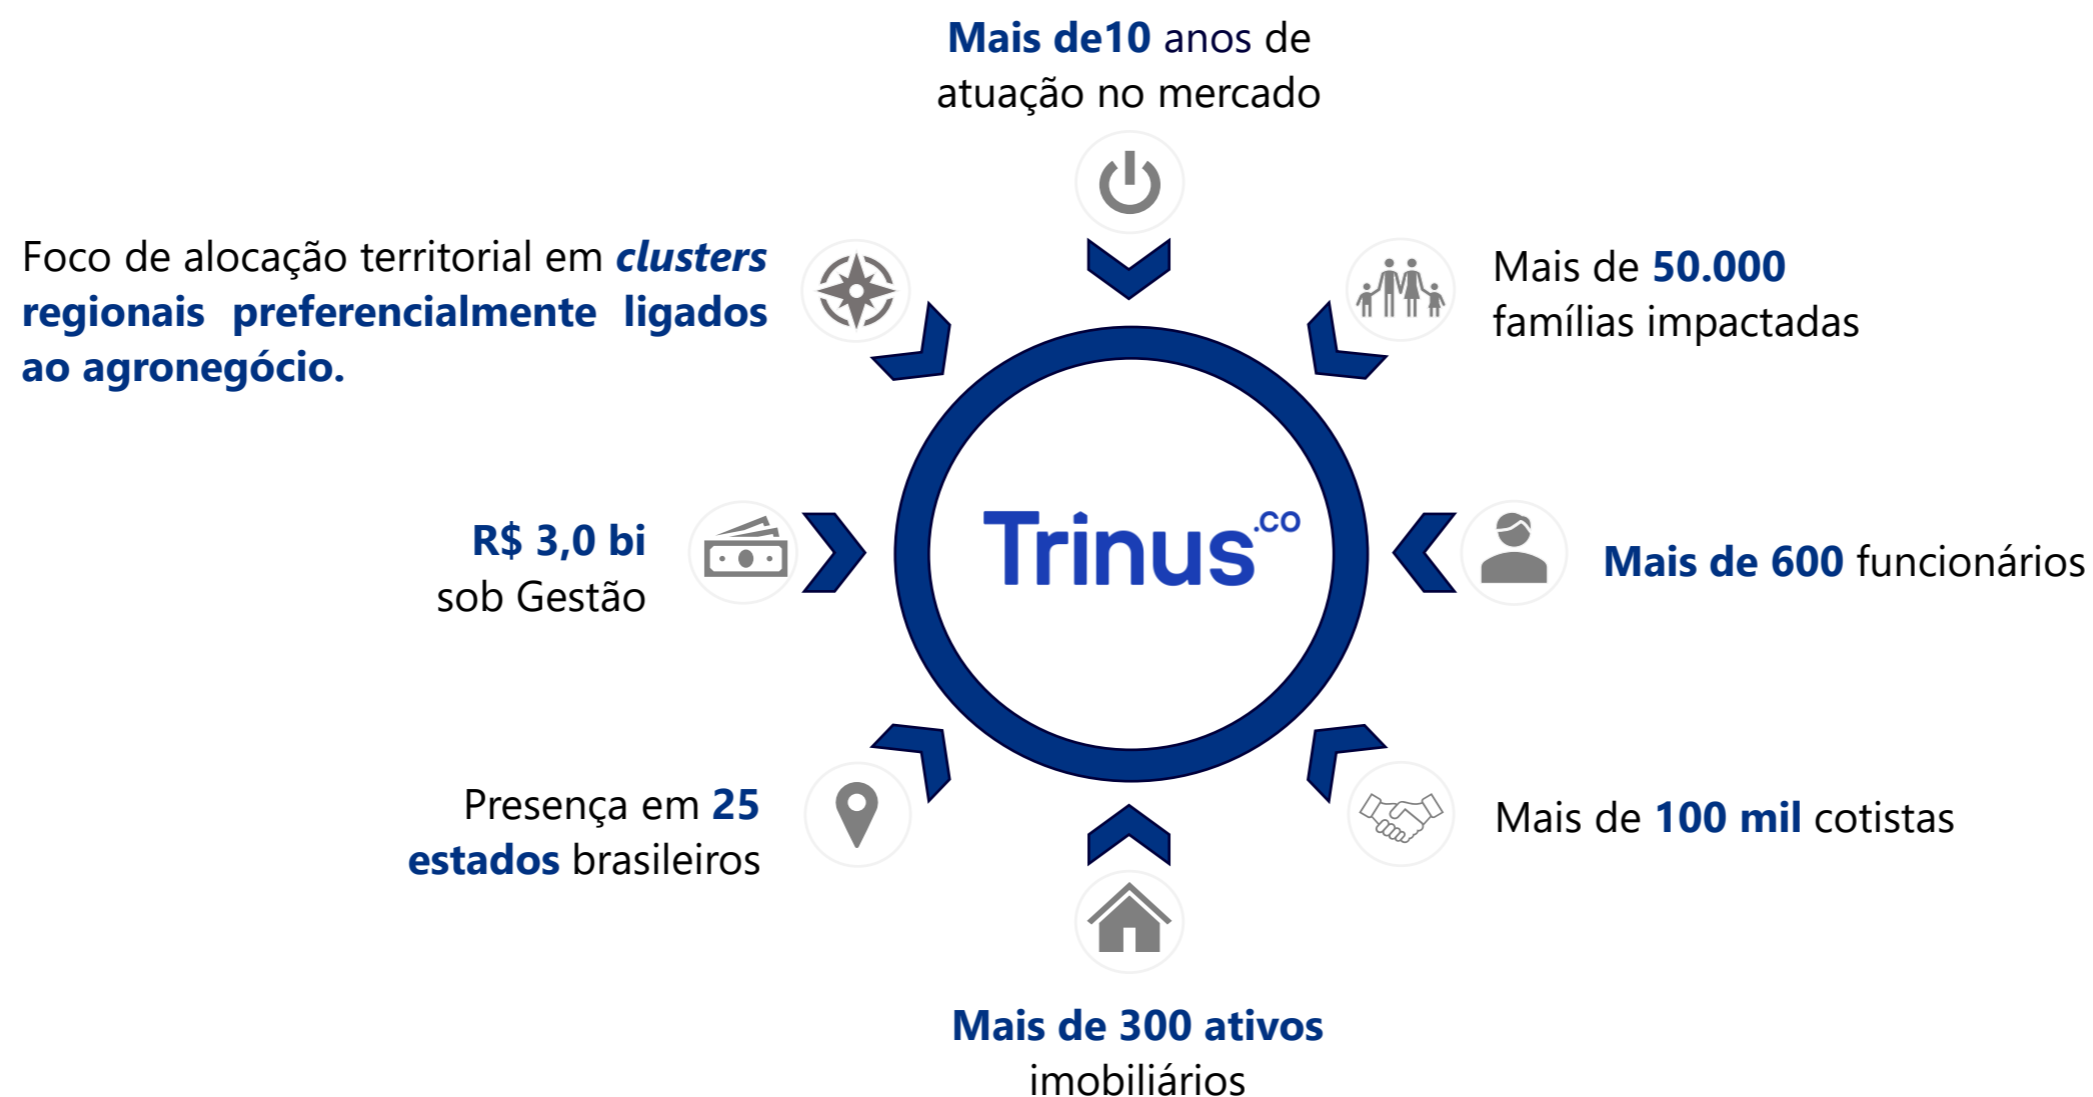 Mais de10 anos de
atuação no mercado
Foco de alocação territorial em clusters
regionais preferencialmente ligados
ao agronegócio.
Mais de 50.000
famílias impactadas
R$ 3,0 bi
sob Gestão
Trinus.co
Mais de 600 funcionários
Presença em 25
estados brasileiros
Mais de 100 mil cotistas
Mais de 300 ativos
imobiliários